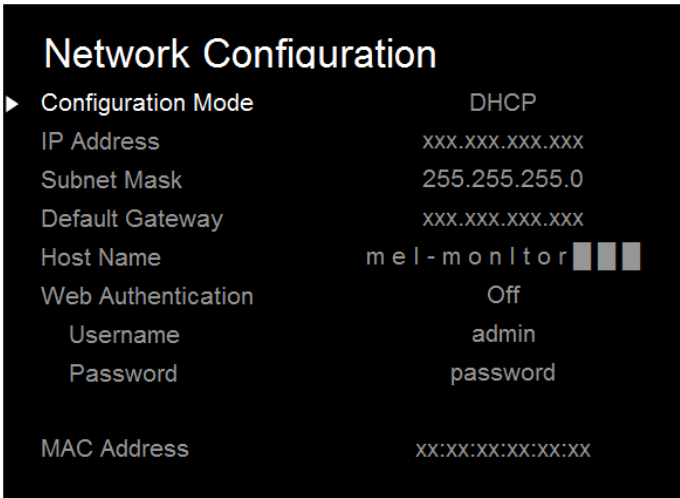 Network Configuration
Configuration Mode DHCP
IP Address xxx.xxx.xxx.xxx
Subnet Mask 255.255.255.0
Default Gateway xxx.xxx.xxx.xxx
Host Name mel-monItor███
Web Authentication Off
Username admin
Password password
MAC Address xx:xx:xx:xx:xx:xx